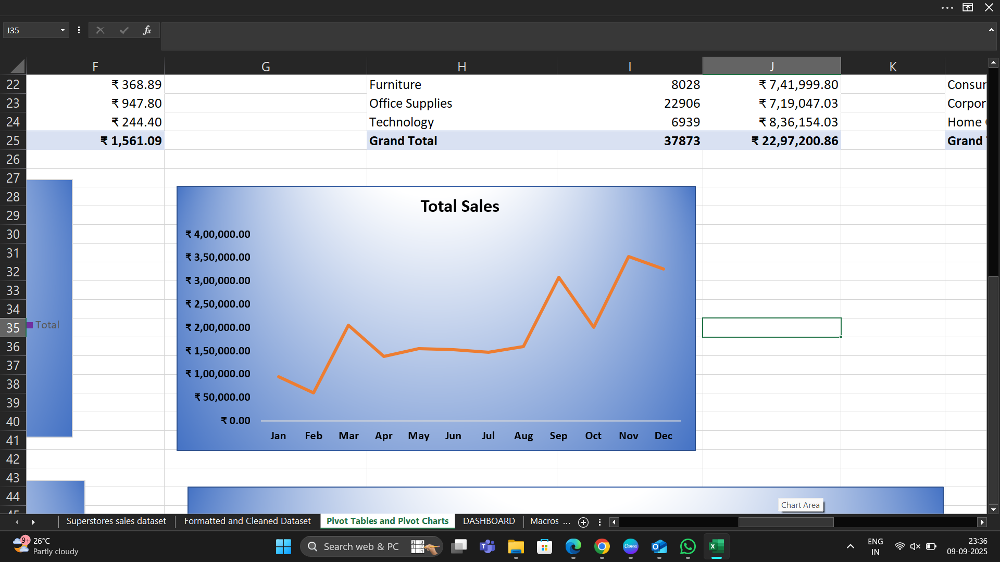 J35
fx
F G H I J K
22 ₹ 368.89 Furniture 8028 ₹ 7,41,999.80 Consur
23 ₹ 947.80 Office Supplies 22906 ₹ 7,19,047.03 Corpor
24 ₹ 244.40 Technology 6939 ₹ 8,36,154.03 Home
25 ₹ 1,561.09 Grand Total 37873 ₹ 22,97,200.86 Grand
26
27
28
29
30
31
32
33
34
35
36
37
38
39
40
41
42
43
44
45
Total
Total Sales
₹ 4,00,000.00
₹ 3,50,000.00
₹ 3,00,000.00
₹ 2,50,000.00
₹ 2,00,000.00
₹ 1,50,000.00
₹ 1,00,000.00
₹ 50,000.00
₹ 0.00
Jan Feb Mar Apr May Jun Jul Aug Sep Oct Nov Dec
Chart Area
Superstores sales dataset Formatted and Cleaned Dataset Pivot Tables and Pivot Charts DASHBOARD Macros ...
9+ 26°C
Partly cloudy
Search web & PC
Canva
ENG
IN
23:36
09-09-2025